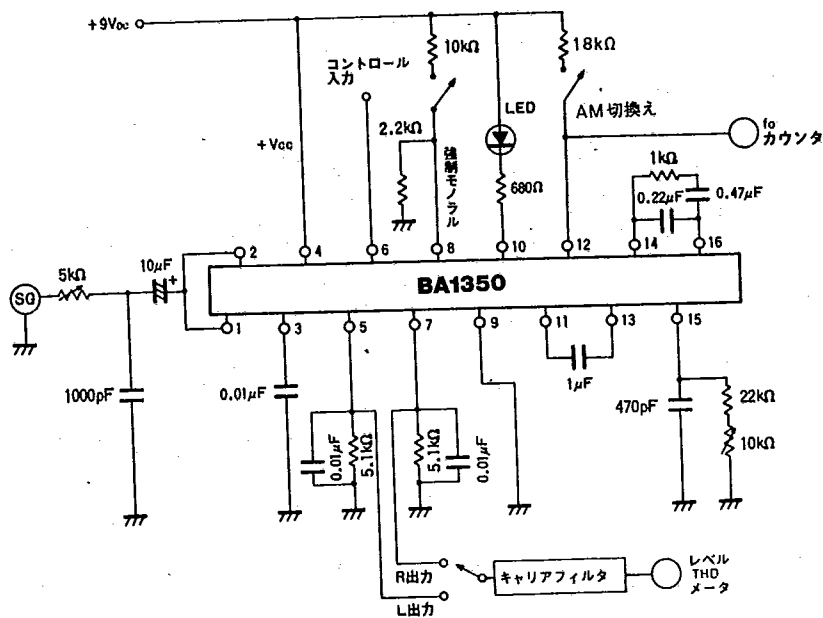 +9VDC
コントロール
入力
10kΩ
18kΩ
LED
AM切換え
fo
カウンタ
+VCC
2.2kΩ
強制モノラル
680Ω
1kΩ
0.22μF
0.47μF
2
4
6
8
10
12
14
16
BA1350
SG
5kΩ
10μF
+
1
3
5
7
9
11
13
15
1000pF
0.01μF
0.01μF
5.1kΩ
5.1kΩ
0.01μF
1μF
470pF
22kΩ
10kΩ
R出力
L出力
キャリアフィルタ
レベル
THD
メータ